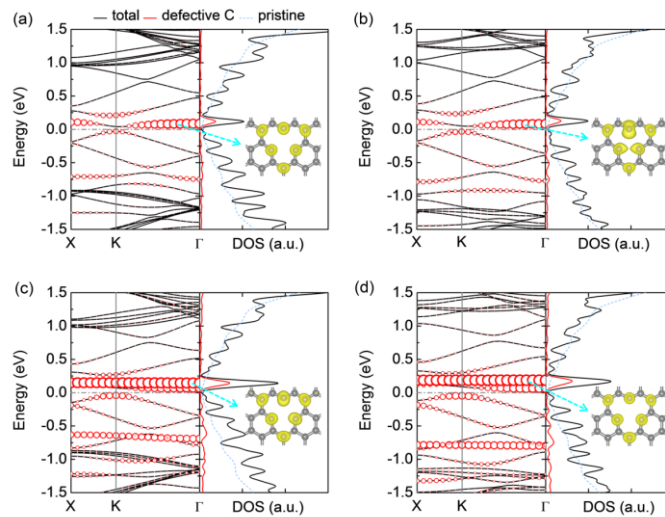 total defective C pristine
(a) (b)
1.5 1.5
1.0 1.0
0.5 0.5
0.0 0.0
-0.5 -0.5
-1.0 -1.0
-1.5 -1.5
Energy (eV) Energy (eV)
X K Γ DOS (a.u.) X K Γ DOS (a.u.)
(c) (d)
1.5 1.5
1.0 1.0
0.5 0.5
0.0 0.0
-0.5 -0.5
-1.0 -1.0
-1.5 -1.5
Energy (eV) Energy (eV)
X K Γ DOS (a.u.) X K Γ DOS (a.u.)